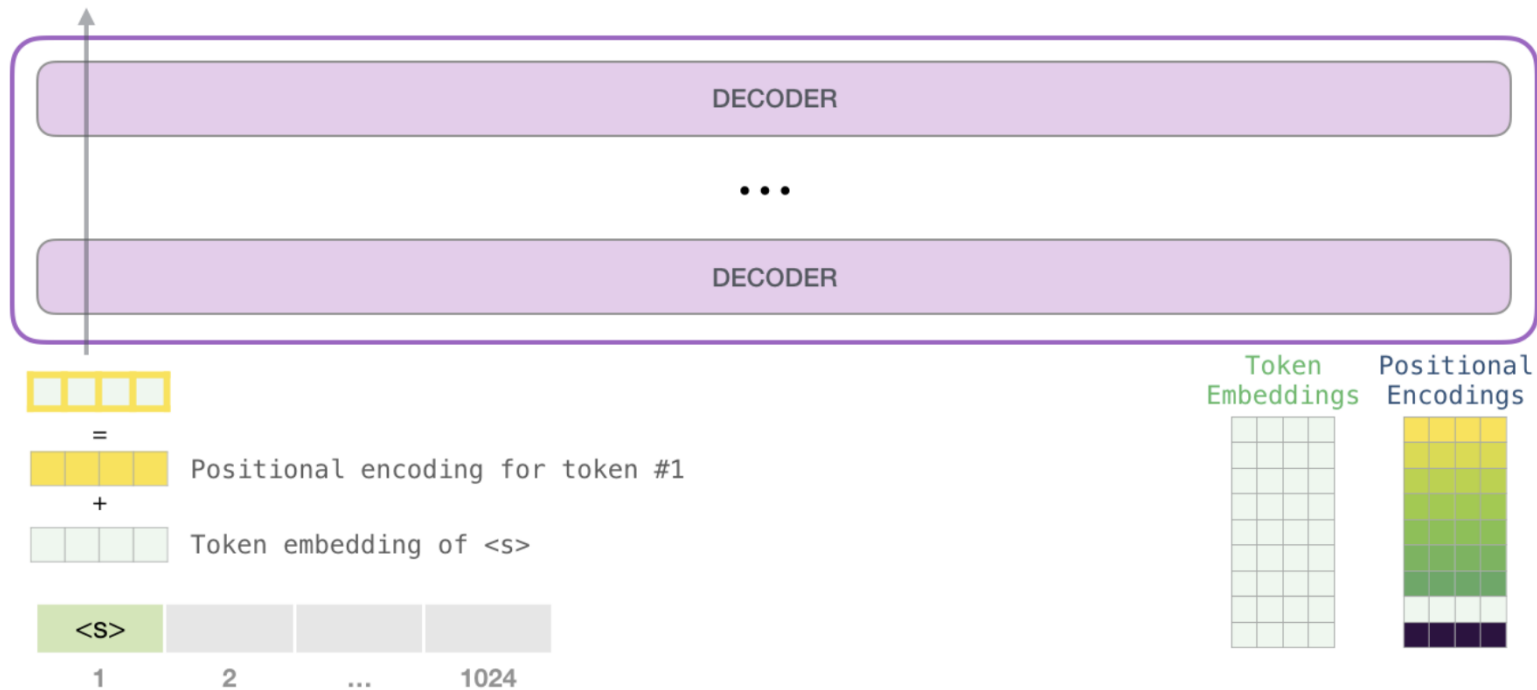 DECODER
...
DECODER
Token
Embeddings
Positional
Encodings
=
Positional encoding for token #1
+
Token embedding of <s>
<s>
1 2 ... 1024